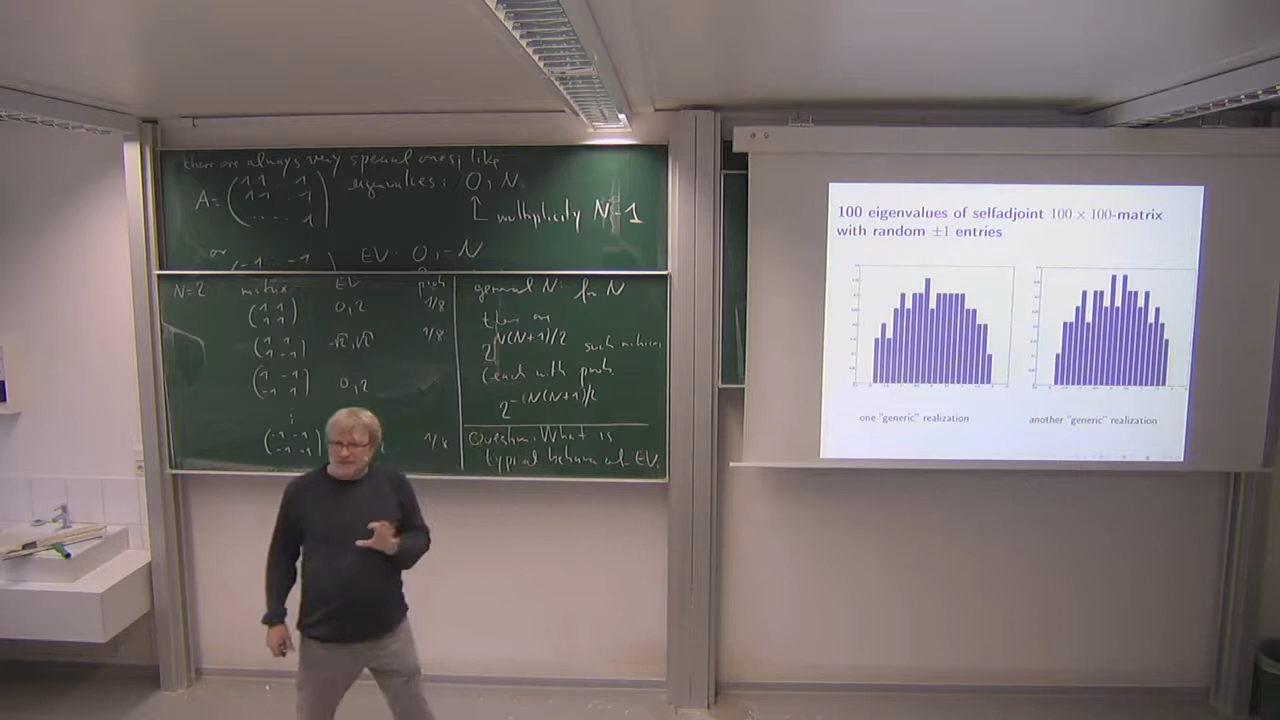 there are always very special ones, like
A = (1 1 .. 1
1 1 .. 1
.... 1) eigenvalues: 0, N
↑ multiplicity N-1
or (-1 .. -1) EV: 0, -N
N=2 matrix EV prob
(1 1
1 1) 0, 2 1/8
(1 1
1 -1) -√2, √2 1/8
(1 -1
-1 1) 0, 2
⋮
(-1 -1
-1 -1) 1/8
general N: for N
there are
2^{N(N+1)/2} such matrices
(each with prob.
2^{-(N(N+1)/2}
Question: What is
typical behav. of EV.
100 eigenvalues of selfadjoint 100 × 100-matrix
with random ±1 entries
one "generic" realization
another "generic" realization